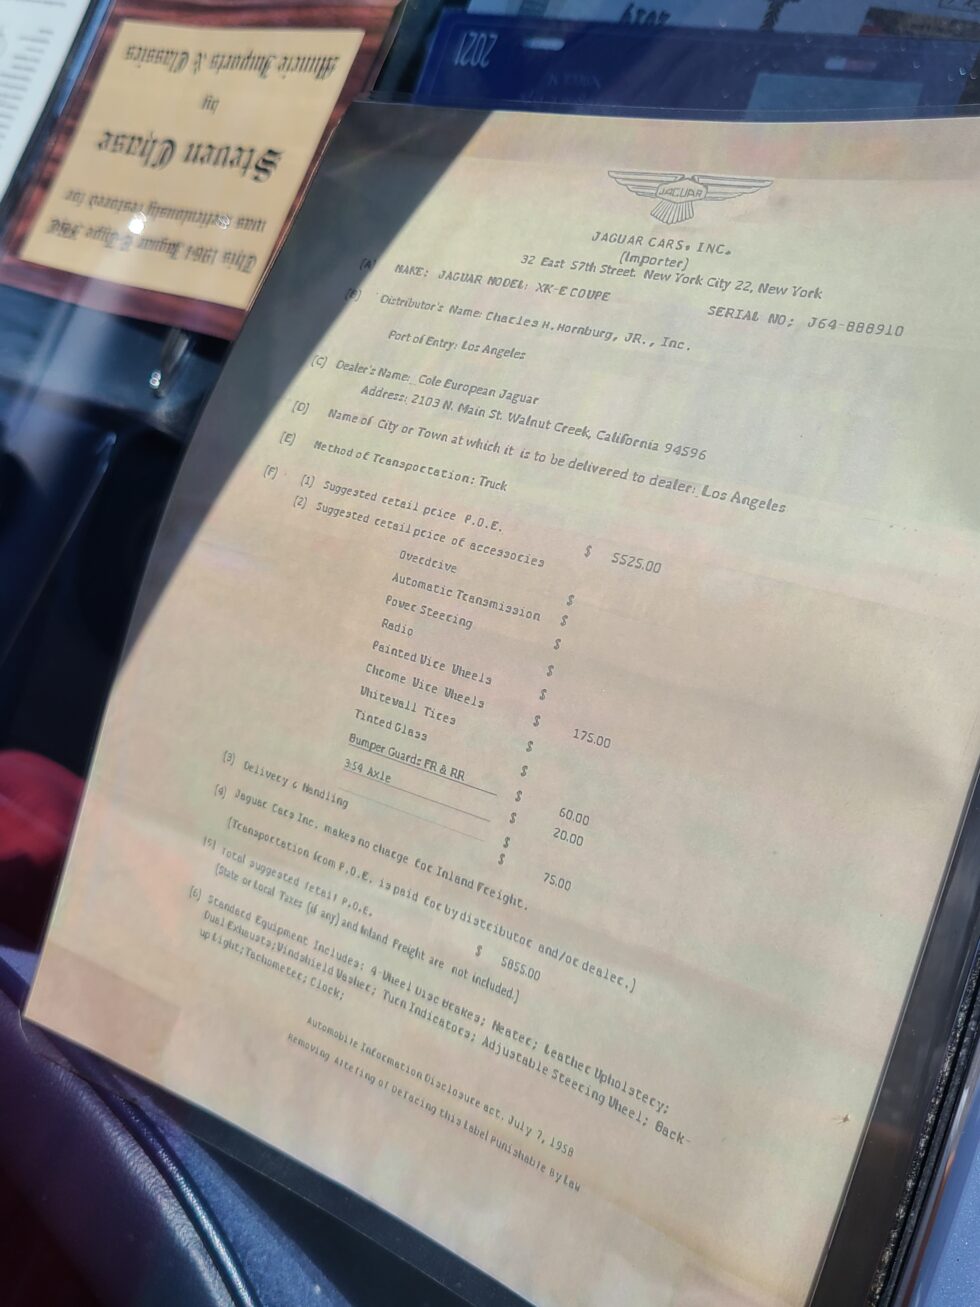 2021
This 1964 Jaguar E-Type FHC
was meticulously restored for
Steven Chase
by
Muncie Imports & Classics
JAGUAR
JAGUAR CARS, INC.
(Importer)
32 East 57th Street, New York City 22, New York
(A) MAKE: JAGUAR MODEL: XK-E COUPE SERIAL NO: J64-888910
(B) Distributor's Name: Charles H. Hornburg, JR., Inc.
Port of Entry: Los Angeles
(C) Dealer's Name: Cole European Jaguar
Address: 2103 N. Main St. Walnut Creek, California 94596
(D) Name of City or Town at which it is to be delivered to dealer: Los Angeles
(E) Method of Transportation: Truck
(F) (1) Suggested retail price P.O.E. $ 5525.00
(2) Suggested retail price of accessories
Overdrive $
Automatic Transmission $
Power Steering $
Radio $
Painted Wire Wheels $
Chrome Wire Wheels $ 175.00
Whitewall Tires $
Tinted Glass $
Bumper Guards FR & RR $ 60.00
3:54 Axle $ 20.00
$
(3) Delivery & Handling $ 75.00
(4) Jaguar Cars Inc. makes no charge for Inland Freight.
(Transportation from P.O.E. is paid for by distributor and/or dealer.)
(5) Total suggested retail P.O.E. $ 5855.00
(State or Local Taxes (if any) and Inland Freight are not included.)
(6) Standard Equipment Includes: 4-Wheel Disc Brakes; Heater; Leather Upholstery;
Dual Exhausts; Windshield Washer; Turn Indicators; Adjustable Steering Wheel; Back-
up Light; Tachometer; Clock;
Automobile Information Disclosure act, July 7, 1958
Removing Altering or Defacing this Label Punishable By Law